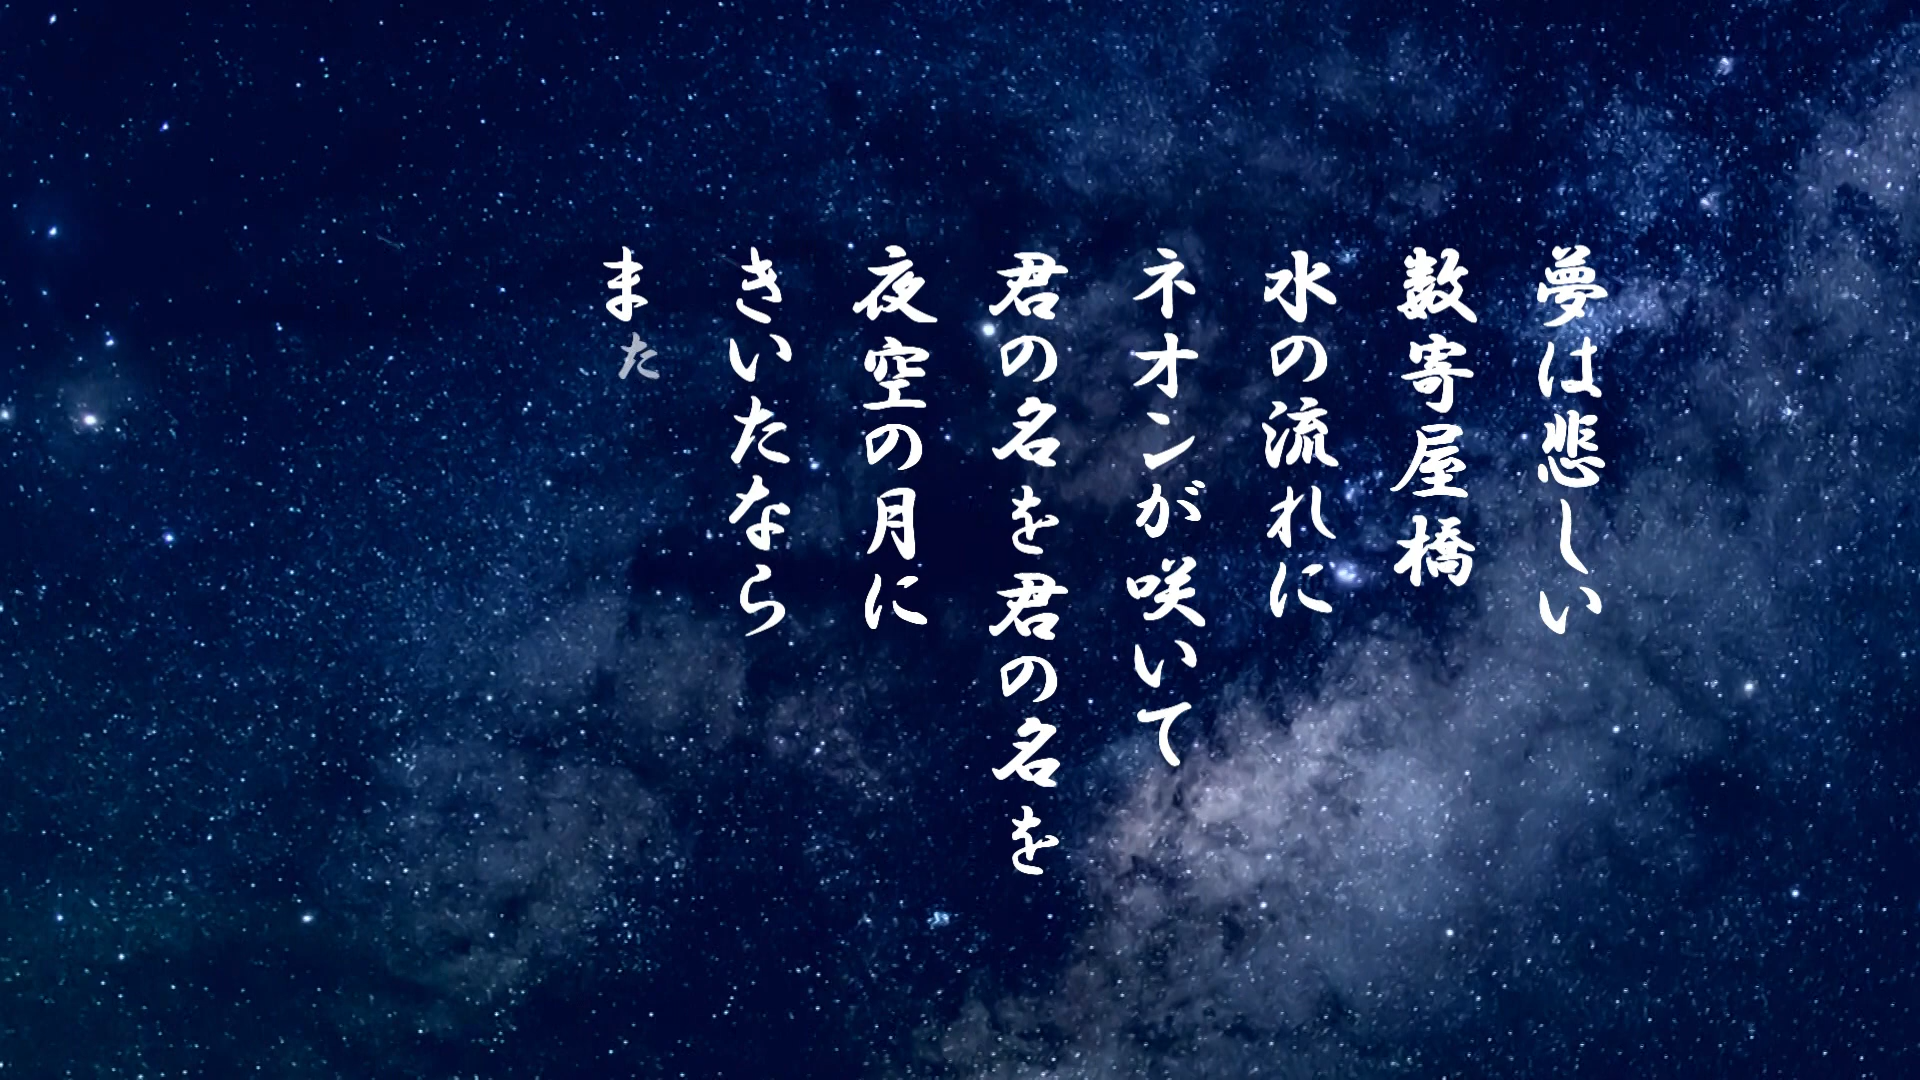 夢は悲しい
数寄屋橋
水の流れに
ネオンが咲いて
君の名を君の名を
夜空の月に
きいたなら
また